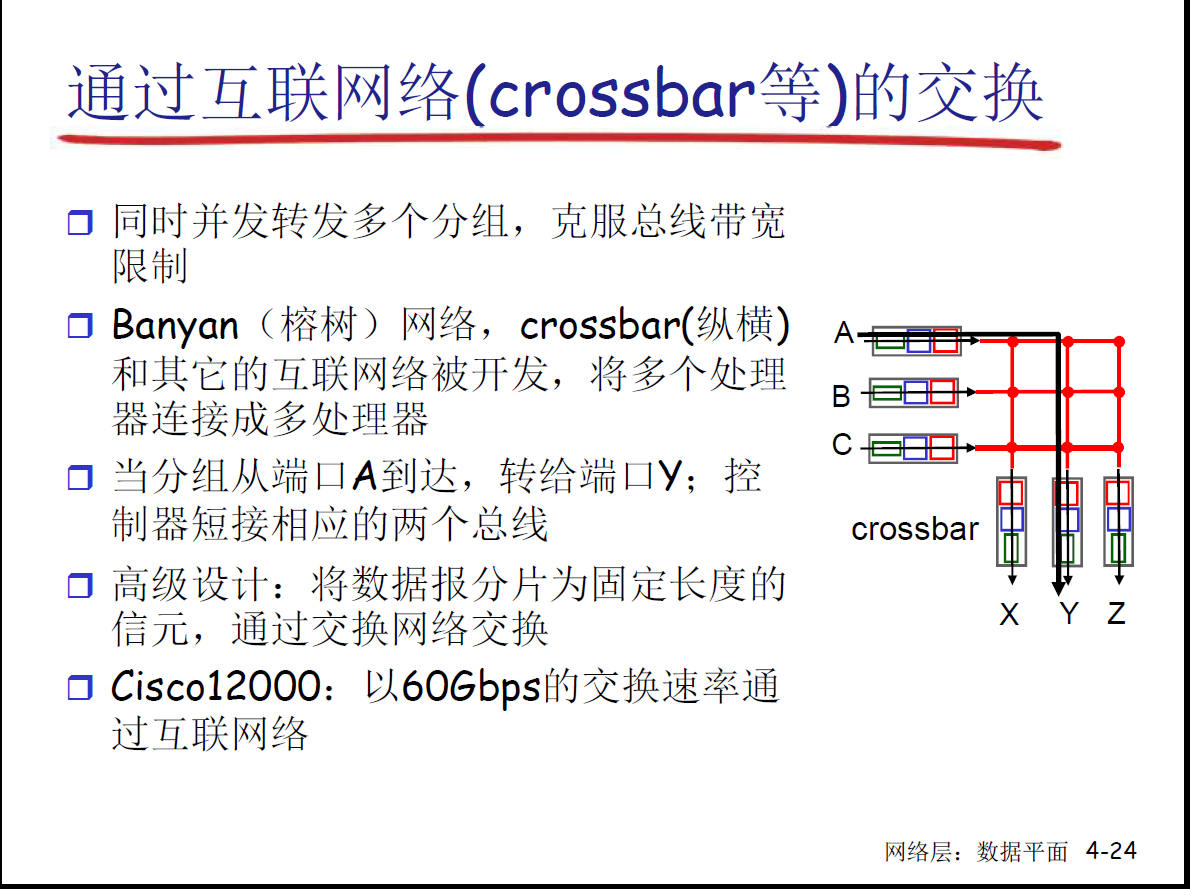 通过互联网络(crossbar等)的交换
同时并发转发多个分组，克服总线带宽
限制
Banyan（榕树）网络，crossbar(纵横)
和其它的互联网络被开发，将多个处理
器连接成多处理器
当分组从端口A到达，转给端口Y；控
制器短接相应的两个总线
高级设计：将数据报分片为固定长度的
信元，通过交换网络交换
Cisco12000：以60Gbps的交换速率通
过互联网络
A
B
C
crossbar
X Y Z
网络层：数据平面 4-24